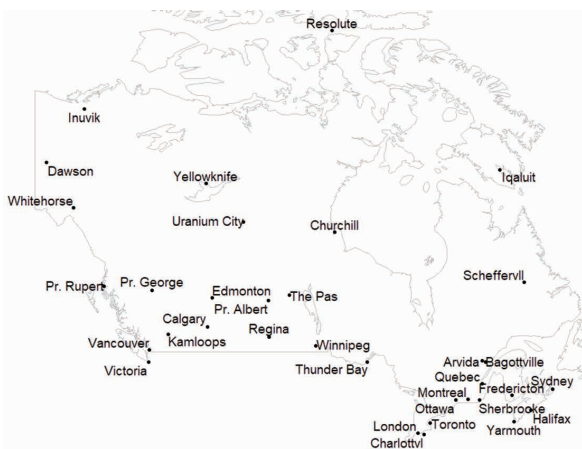 Resolute
Inuvik
Dawson
Yellowknife
Iqaluit
Whitehorse
Uranium City
Churchill
Scheffervll
Pr. Rupert
Pr. George
Edmonton
The Pas
Pr. Albert
Calgary
Regina
Vancouver
Kamloops
Winnipeg
Victoria
Thunder Bay
Arvida
Bagottville
Quebec
Fredericton
Sydney
Montreal
Ottawa
Sherbrooke
Halifax
London
Toronto
Yarmouth
Charlottvl